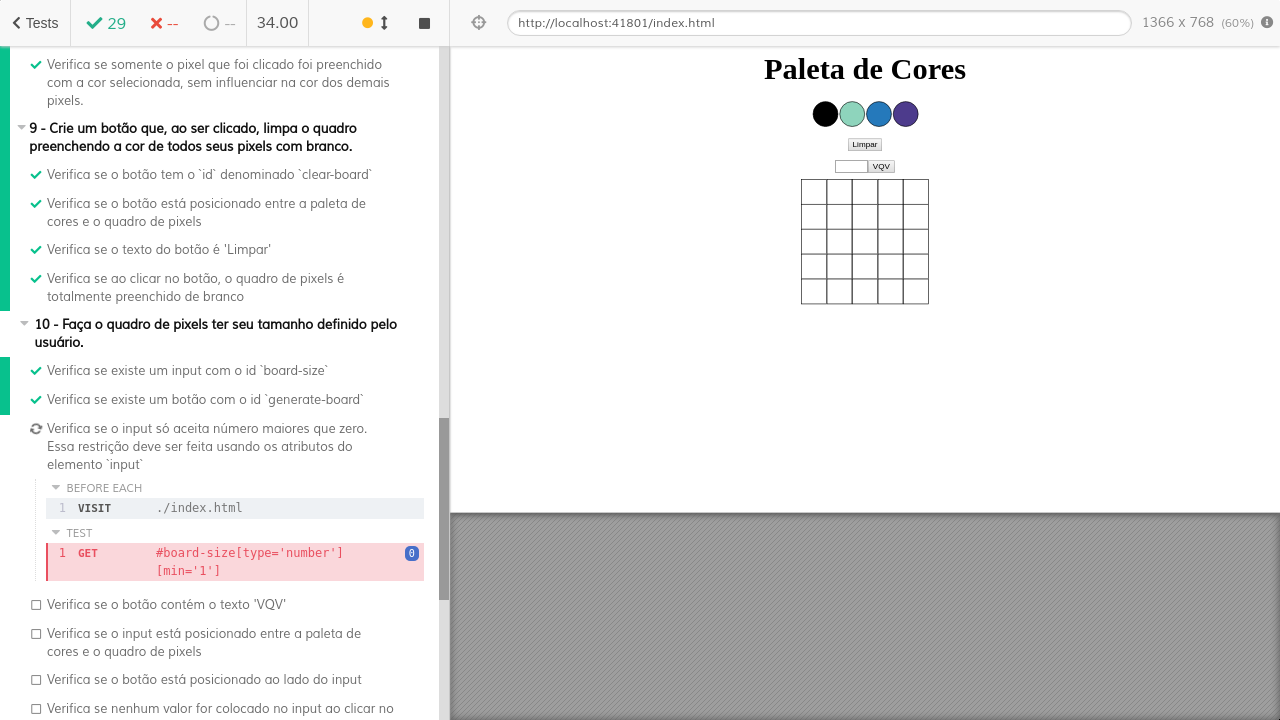 Tests
29
--
--
34.00
http://localhost:41801/index.html
1366 x 768 (60%)
Verifica se somente o pixel que foi clicado foi preenchido
com a cor selecionada, sem influenciar na cor dos demais
pixels.
9 - Crie um botão que, ao ser clicado, limpa o quadro
preenchendo a cor de todos seus pixels com branco.
Verifica se o botão tem o `id` denominado `clear-board`
Verifica se o botão está posicionado entre a paleta de
cores e o quadro de pixels
Verifica se o texto do botão é 'Limpar'
Verifica se ao clicar no botão, o quadro de pixels é
totalmente preenchido de branco
10 - Faça o quadro de pixels ter seu tamanho definido pelo
usuário.
Verifica se existe um input com o id `board-size`
Verifica se existe um botão com o id `generate-board`
Verifica se o input só aceita número maiores que zero.
Essa restrição deve ser feita usando os atributos do
elemento `input`
BEFORE EACH
1 VISIT ./index.html
TEST
1 GET #board-size[type='number'] 0
[min='1']
Verifica se o botão contém o texto 'VQV'
Verifica se o input está posicionado entre a paleta de
cores e o quadro de pixels
Verifica se o botão está posicionado ao lado do input
Verifica se nenhum valor for colocado no input ao clicar no
Paleta de Cores
Limpar
VQV